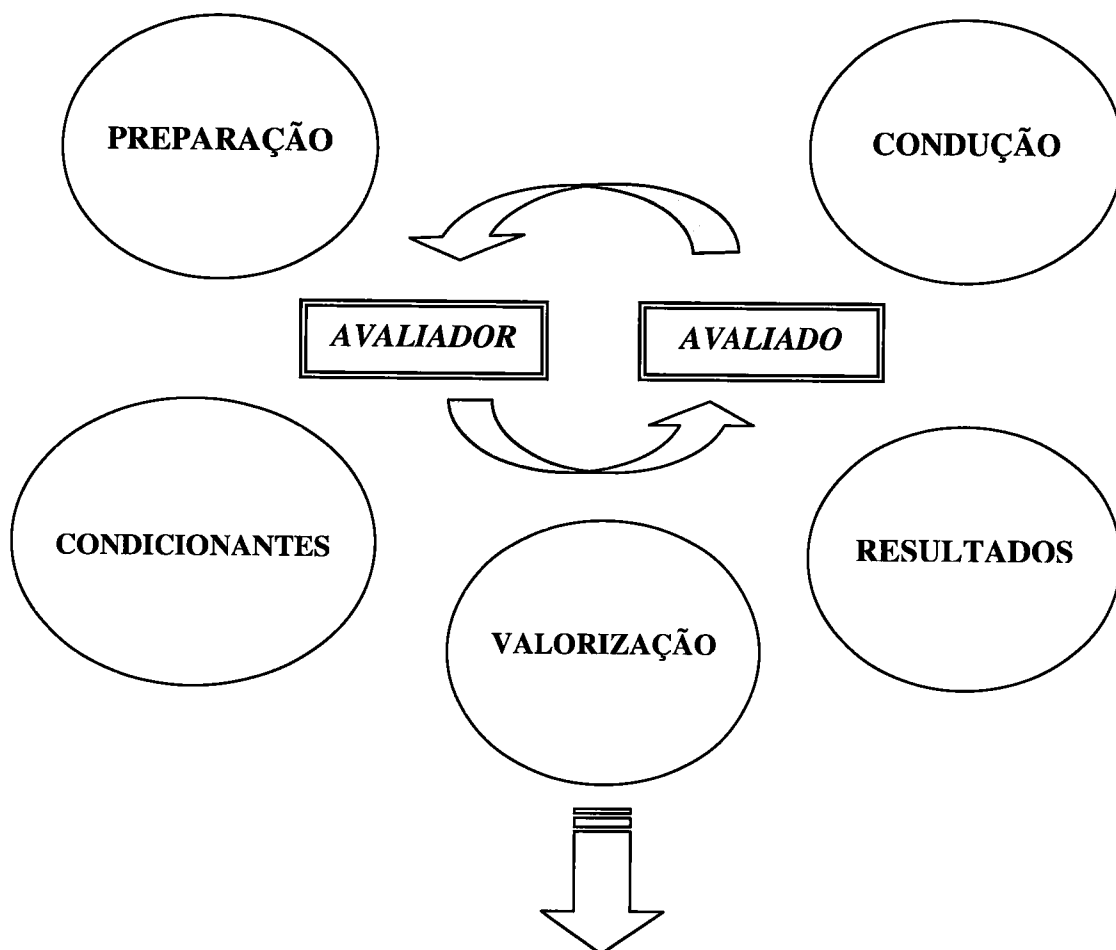 PREPARAÇÃO
CONDUÇÃO
AVALIADOR
AVALIADO
CONDICIONANTES
RESULTADOS
VALORIZAÇÃO